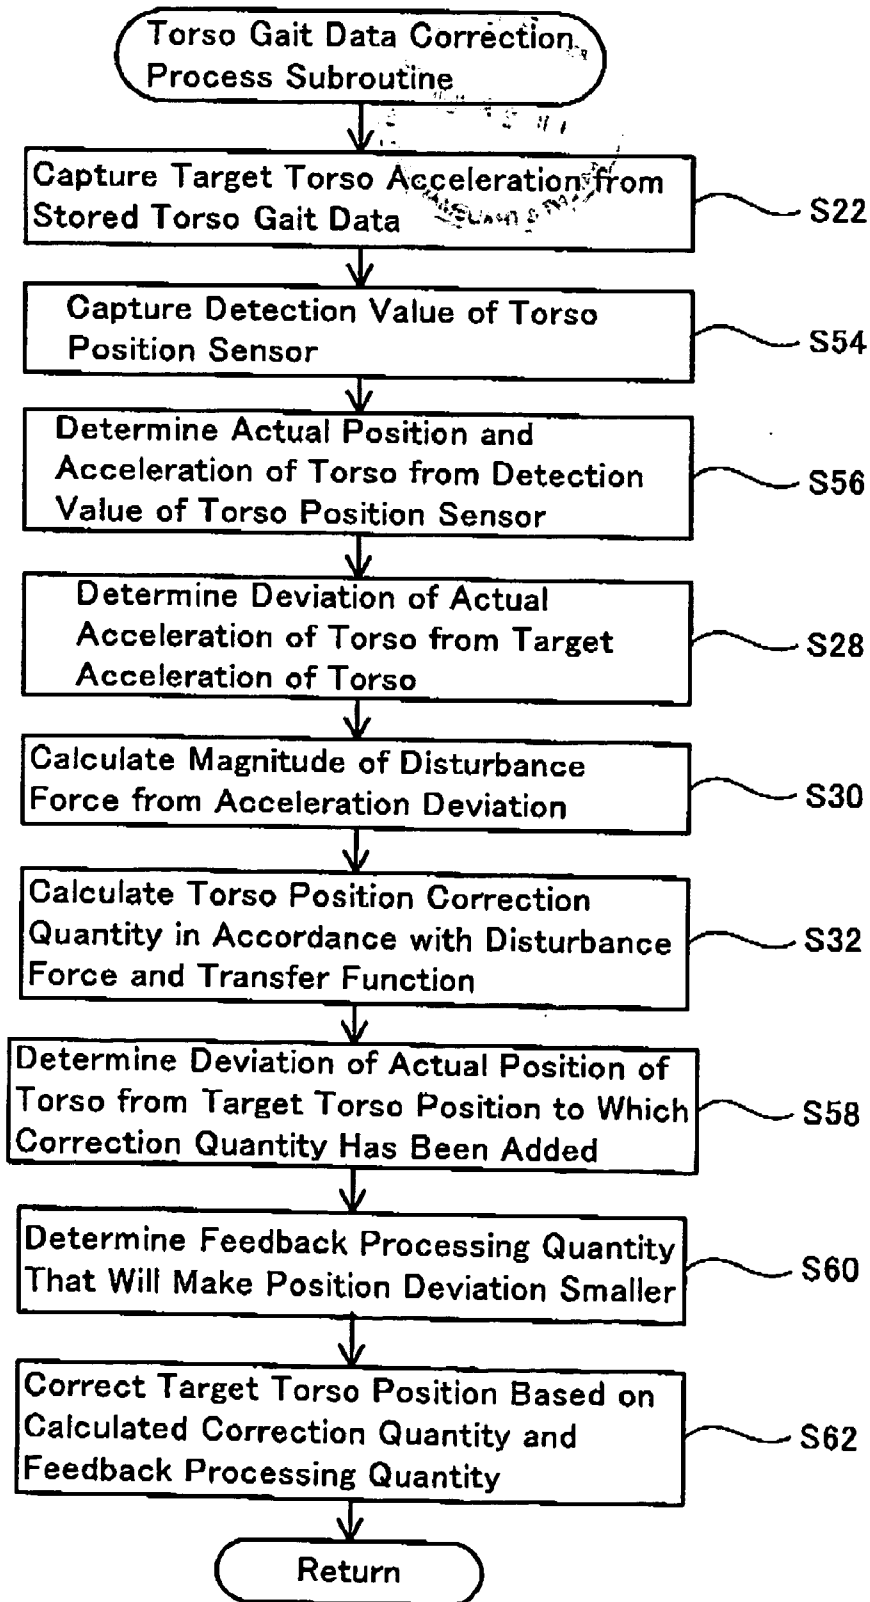 Torso Gait Data Correction
Process Subroutine
Capture Target Torso Acceleration from
Stored Torso Gait Data
S22
Capture Detection Value of Torso
Position Sensor
S54
Determine Actual Position and
Acceleration of Torso from Detection
Value of Torso Position Sensor
S56
Determine Deviation of Actual
Acceleration of Torso from Target
Acceleration of Torso
S28
Calculate Magnitude of Disturbance
Force from Acceleration Deviation
S30
Calculate Torso Position Correction
Quantity in Accordance with Disturbance
Force and Transfer Function
S32
Determine Deviation of Actual Position of
Torso from Target Torso Position to Which
Correction Quantity Has Been Added
S58
Determine Feedback Processing Quantity
That Will Make Position Deviation Smaller
S60
Correct Target Torso Position Based on
Calculated Correction Quantity and
Feedback Processing Quantity
S62
Return